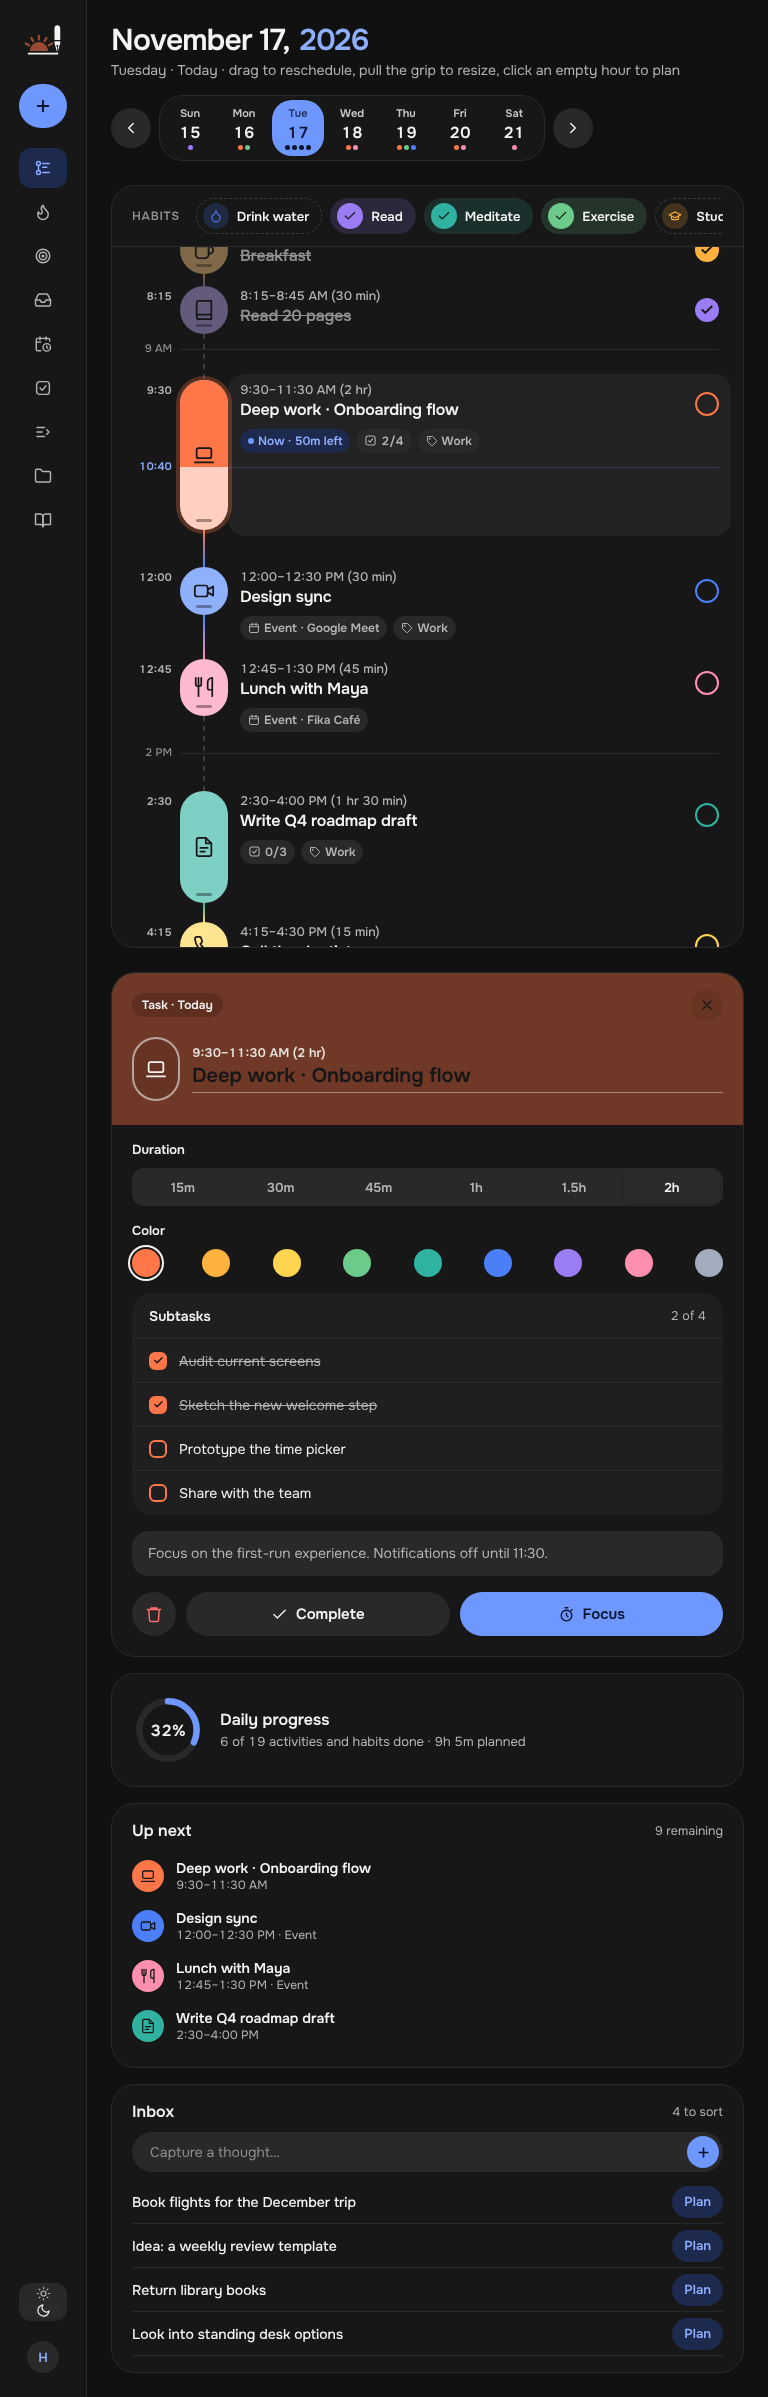 November 17, 2026
Tuesday · Today · drag to reschedule, pull the grip to resize, click an empty hour to plan
Sun Mon Tue Wed Thu Fri Sat
15 16 17 18 19 20 21
HABITS Drink water Read Meditate Exercise Stud
Breakfast
8:15 8:15–8:45 AM (30 min)
Read 20 pages
9 AM
9:30 9:30–11:30 AM (2 hr)
Deep work · Onboarding flow
Now · 50m left 2/4 Work
10:40
12:00 12:00–12:30 PM (30 min)
Design sync
Event · Google Meet Work
12:45 12:45–1:30 PM (45 min)
Lunch with Maya
Event · Fika Café
2 PM
2:30 2:30–4:00 PM (1 hr 30 min)
Write Q4 roadmap draft
0/3 Work
4:15 4:15–4:30 PM (15 min)
Task · Today
9:30–11:30 AM (2 hr)
Deep work · Onboarding flow
Duration
15m 30m 45m 1h 1.5h 2h
Color
Subtasks 2 of 4
Audit current screens
Sketch the new welcome step
Prototype the time picker
Share with the team
Focus on the first-run experience. Notifications off until 11:30.
Complete Focus
32% Daily progress
6 of 19 activities and habits done · 9h 5m planned
Up next 9 remaining
Deep work · Onboarding flow
9:30–11:30 AM
Design sync
12:00–12:30 PM · Event
Lunch with Maya
12:45–1:30 PM · Event
Write Q4 roadmap draft
2:30–4:00 PM
Inbox 4 to sort
Capture a thought...
Book flights for the December trip Plan
Idea: a weekly review template Plan
Return library books Plan
Look into standing desk options Plan
H